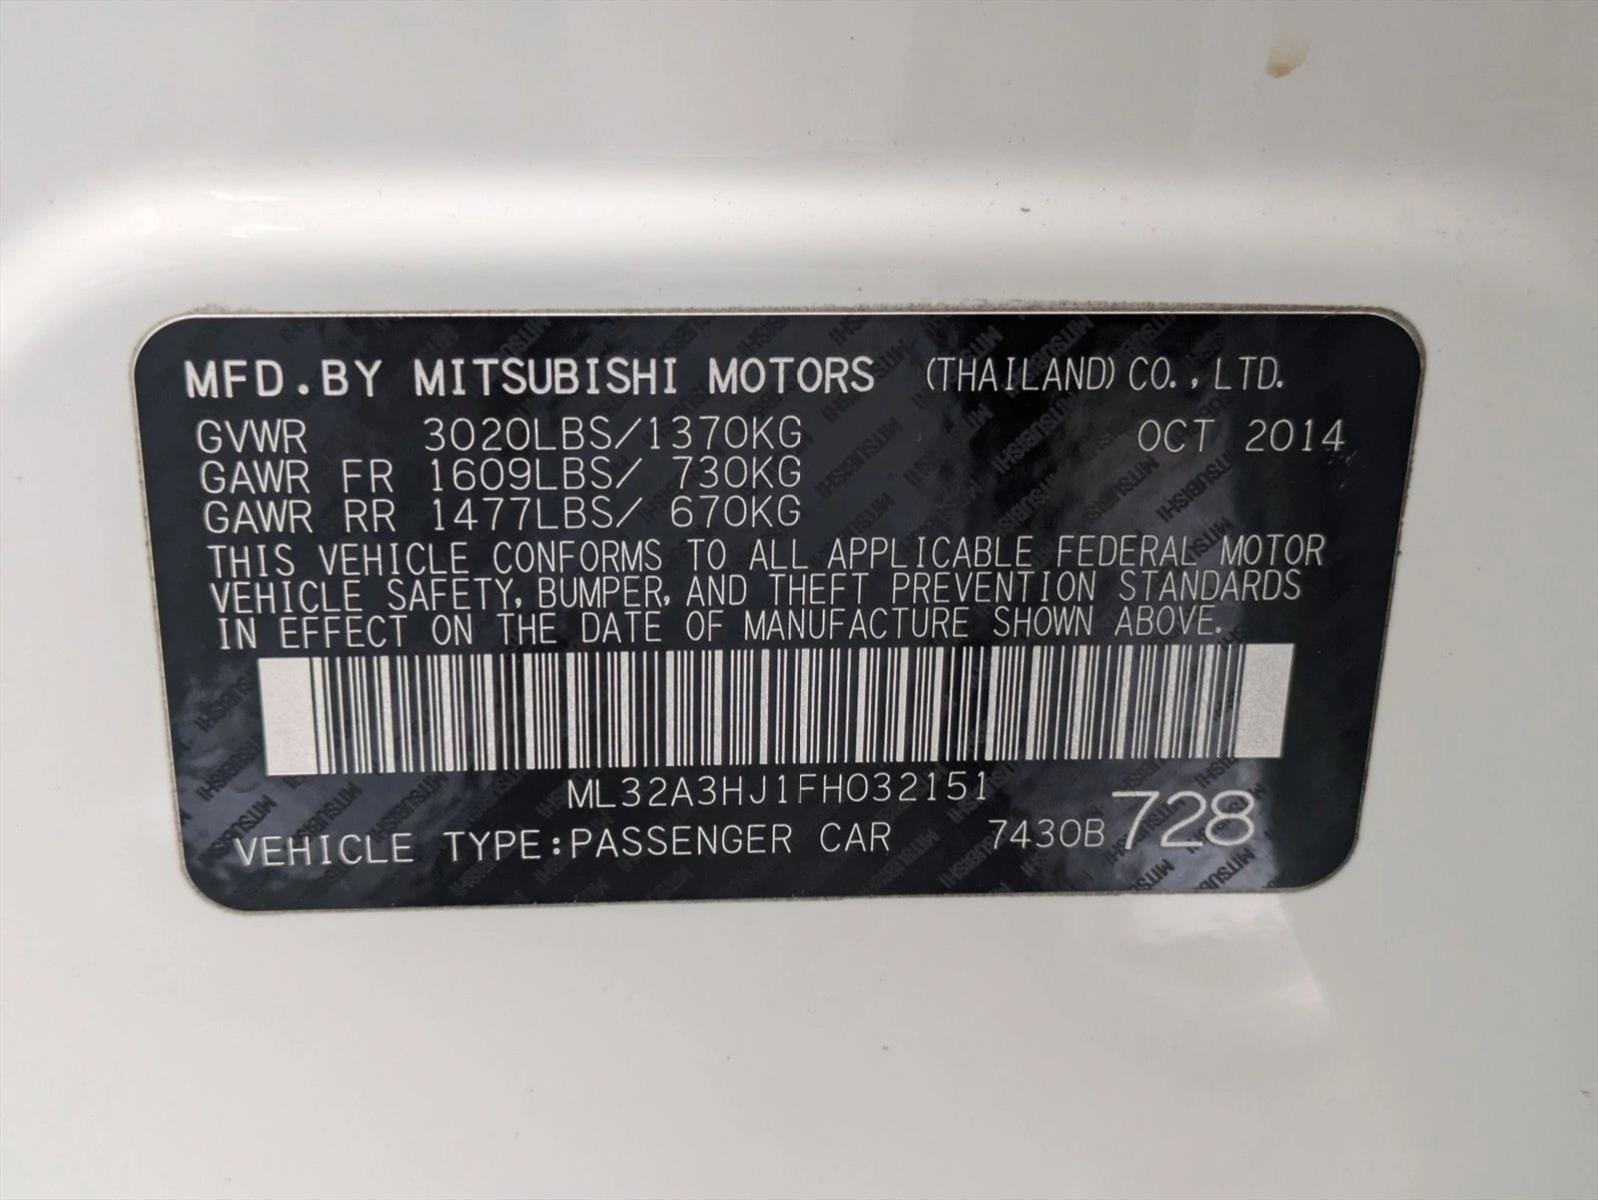 MFD.BY MITSUBISHI MOTORS (THAILAND) CO.,LTD.
GVWR 3020LBS/1370KG OCT 2014
GAWR FR 1609LBS/ 730KG
GAWR RR 1477LBS/ 670KG
THIS VEHICLE CONFORMS TO ALL APPLICABLE FEDERAL MOTOR
VEHICLE SAFETY, BUMPER, AND THEFT PREVENTION STANDARDS
IN EFFECT ON THE DATE OF MANUFACTURE SHOWN ABOVE.
ML32A3HJ1FH032151
VEHICLE TYPE:PASSENGER CAR 7430B 728